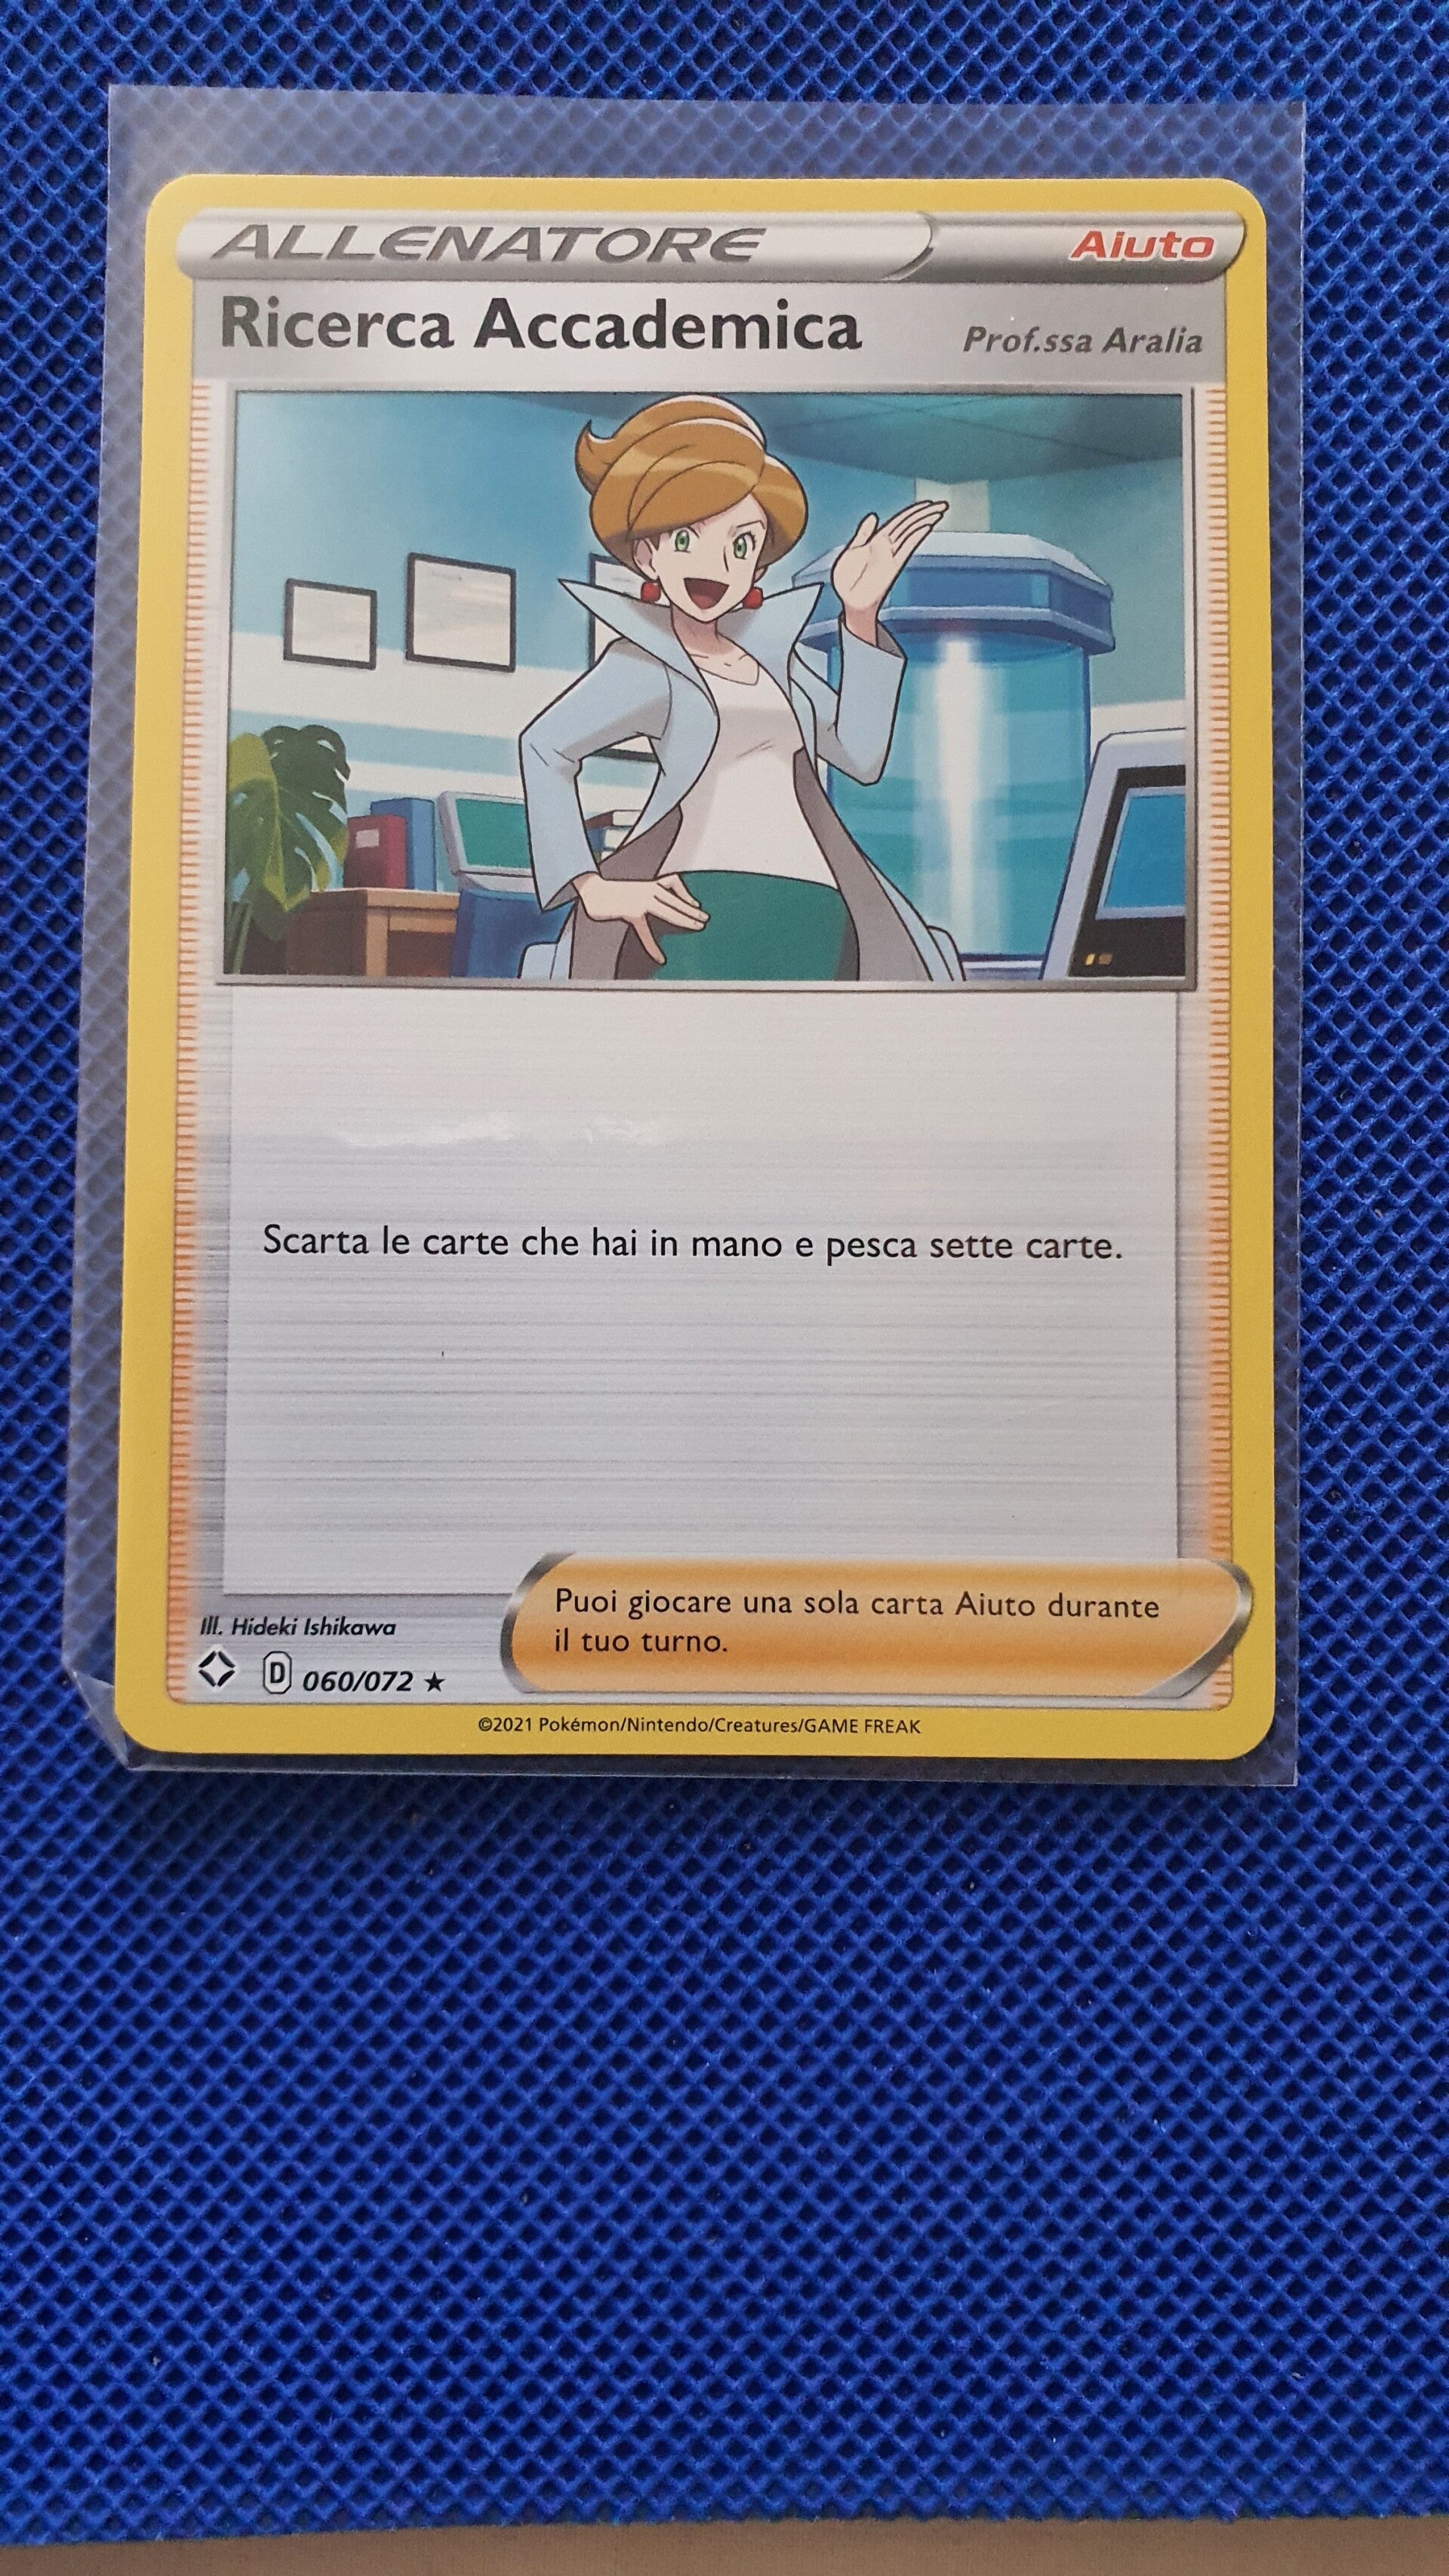 ALLENATORE Aiuto
Ricerca Accademica Prof.ssa Aralia
Scarta le carte che hai in mano e pesca sette carte.
Puoi giocare una sola carta Aiuto durante
il tuo turno.
Ill. Hideki Ishikawa
D 060/072 ★
©2021 Pokémon/Nintendo/Creatures/GAME FREAK